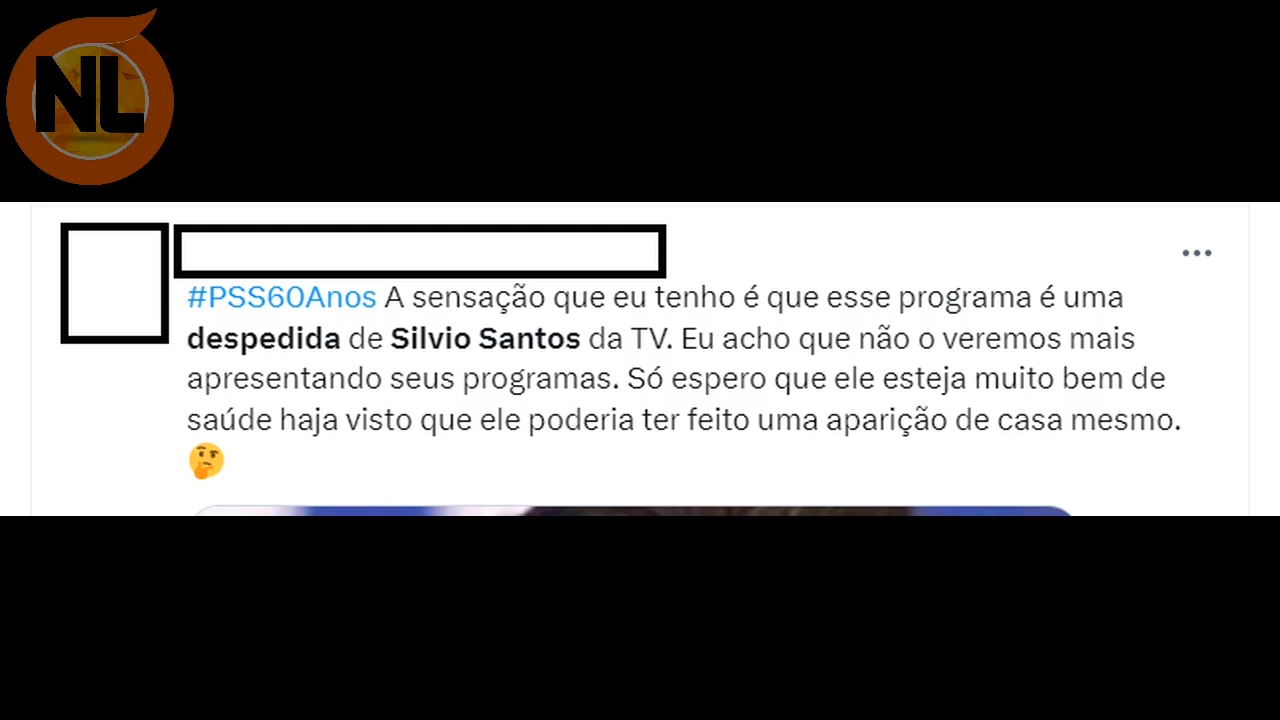 NL
#PSS60Anos A sensação que eu tenho é que esse programa é uma
despedida de Silvio Santos da TV. Eu acho que não o veremos mais
apresentando seus programas. Só espero que ele esteja muito bem de
saúde haja visto que ele poderia ter feito uma aparição de casa mesmo.
🤔